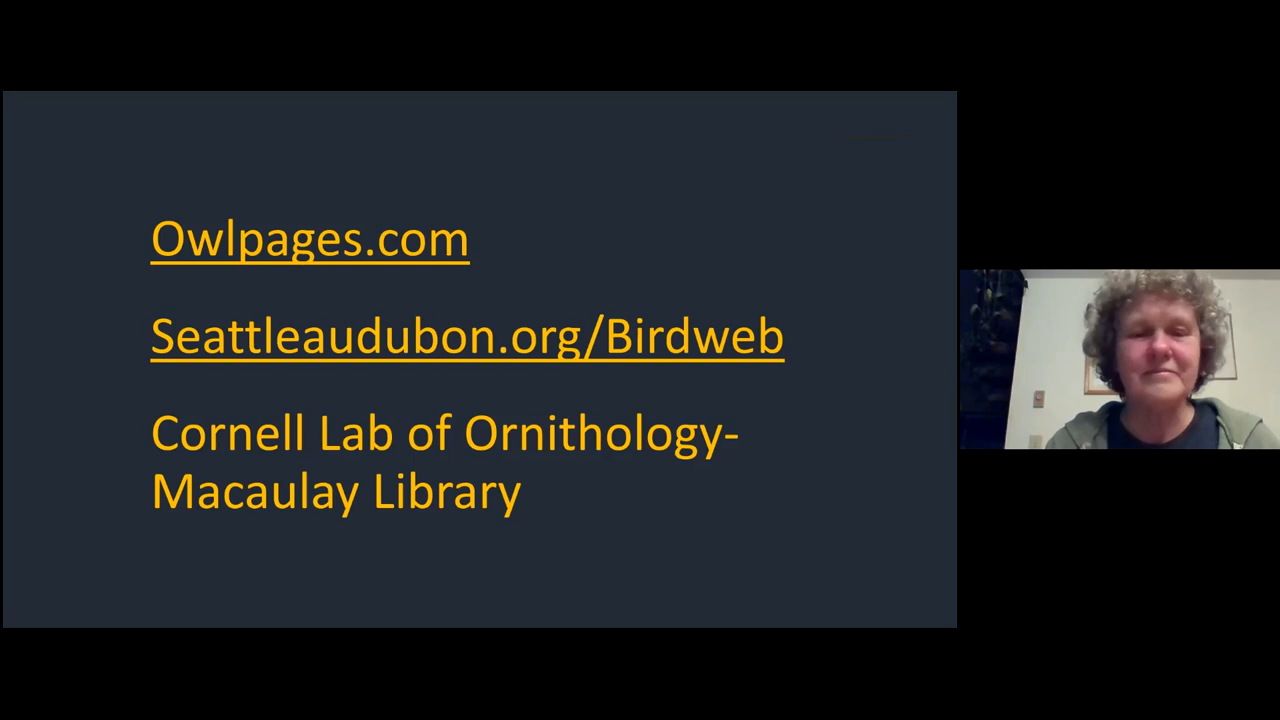 Owlpages.com
Seattleaudubon.org/Birdweb
Cornell Lab of Ornithology-
Macaulay Library